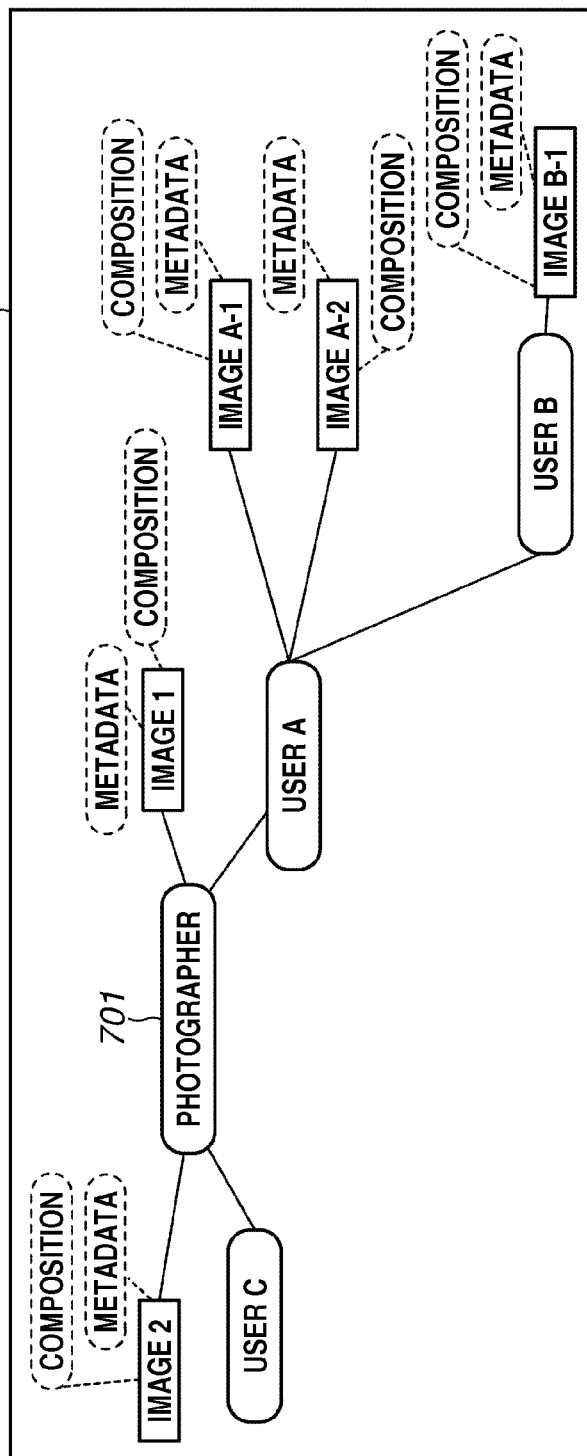 COMPOSITION
METADATA
IMAGE 2
USER C
701
PHOTOGRAPHER
METADATA
IMAGE 1
COMPOSITION
USER A
COMPOSITION
METADATA
IMAGE A-1
METADATA
IMAGE A-2
COMPOSITION
USER B
COMPOSITION
METADATA
IMAGE B-1